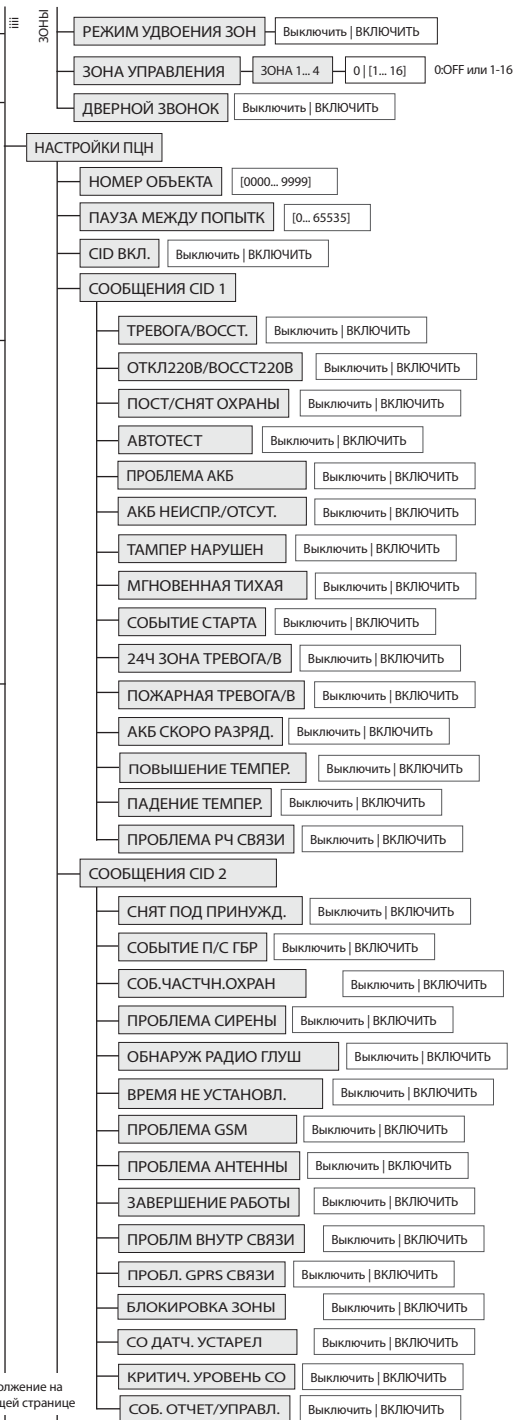 ЗОНЫ
РЕЖИМ УДВОЕНИЯ ЗОН Выключить | ВКЛЮЧИТЬ
ЗОНА УПРАВЛЕНИЯ ЗОНА 1... 4 0 | [1... 16] 0:OFF или 1-16
ДВЕРНОЙ ЗВОНОК Выключить | ВКЛЮЧИТЬ
НАСТРОЙКИ ПЦН
НОМЕР ОБЪЕКТА [0000... 9999]
ПАУЗА МЕЖДУ ПОПЫТК [0... 65535]
CID ВКЛ. Выключить | ВКЛЮЧИТЬ
СООБЩЕНИЯ CID 1
ТРЕВОГА/ВОССТ. Выключить | ВКЛЮЧИТЬ
ОТКЛ220В/ВОССТ220В Выключить | ВКЛЮЧИТЬ
ПОСТ/СНЯТ ОХРАНЫ Выключить | ВКЛЮЧИТЬ
АВТОТЕСТ Выключить | ВКЛЮЧИТЬ
ПРОБЛЕМА АКБ Выключить | ВКЛЮЧИТЬ
АКБ НЕИСПР./ОТСУТ. Выключить | ВКЛЮЧИТЬ
ТАМПЕР НАРУШЕН Выключить | ВКЛЮЧИТЬ
МГНОВЕННАЯ ТИХАЯ Выключить | ВКЛЮЧИТЬ
СОБЫТИЕ СТАРТА Выключить | ВКЛЮЧИТЬ
24Ч ЗОНА ТРЕВОГА/В Выключить | ВКЛЮЧИТЬ
ПОЖАРНАЯ ТРЕВОГА/В Выключить | ВКЛЮЧИТЬ
АКБ СКОРО РАЗРЯД. Выключить | ВКЛЮЧИТЬ
ПОВЫШЕНИЕ ТЕМПЕР. Выключить | ВКЛЮЧИТЬ
ПАДЕНИЕ ТЕМПЕР. Выключить | ВКЛЮЧИТЬ
ПРОБЛЕМА РЧ СВЯЗИ Выключить | ВКЛЮЧИТЬ
СООБЩЕНИЯ CID 2
СНЯТ ПОД ПРИНУЖД. Выключить | ВКЛЮЧИТЬ
СОБЫТИЕ П/С ГБР Выключить | ВКЛЮЧИТЬ
СОБ.ЧАСТЧН.ОХРАН Выключить | ВКЛЮЧИТЬ
ПРОБЛЕМА СИРЕНЫ Выключить | ВКЛЮЧИТЬ
ОБНАРУЖ РАДИО ГЛУШ Выключить | ВКЛЮЧИТЬ
ВРЕМЯ НЕ УСТАНОВЛ. Выключить | ВКЛЮЧИТЬ
ПРОБЛЕМА GSM Выключить | ВКЛЮЧИТЬ
ПРОБЛЕМА АНТЕННЫ Выключить | ВКЛЮЧИТЬ
ЗАВЕРШЕНИЕ РАБОТЫ Выключить | ВКЛЮЧИТЬ
ПРОБЛМ ВНУТР СВЯЗИ Выключить | ВКЛЮЧИТЬ
ПРОБЛ. GPRS СВЯЗИ Выключить | ВКЛЮЧИТЬ
БЛОКИРОВКА ЗОНЫ Выключить | ВКЛЮЧИТЬ
СО ДАТЧ. УСТАРЕЛ Выключить | ВКЛЮЧИТЬ
КРИТИЧ. УРОВЕНЬ СО Выключить | ВКЛЮЧИТЬ
СОБ. ОТЧЕТ/УПРАВЛ. Выключить | ВКЛЮЧИТЬ
олжение на
щей странице